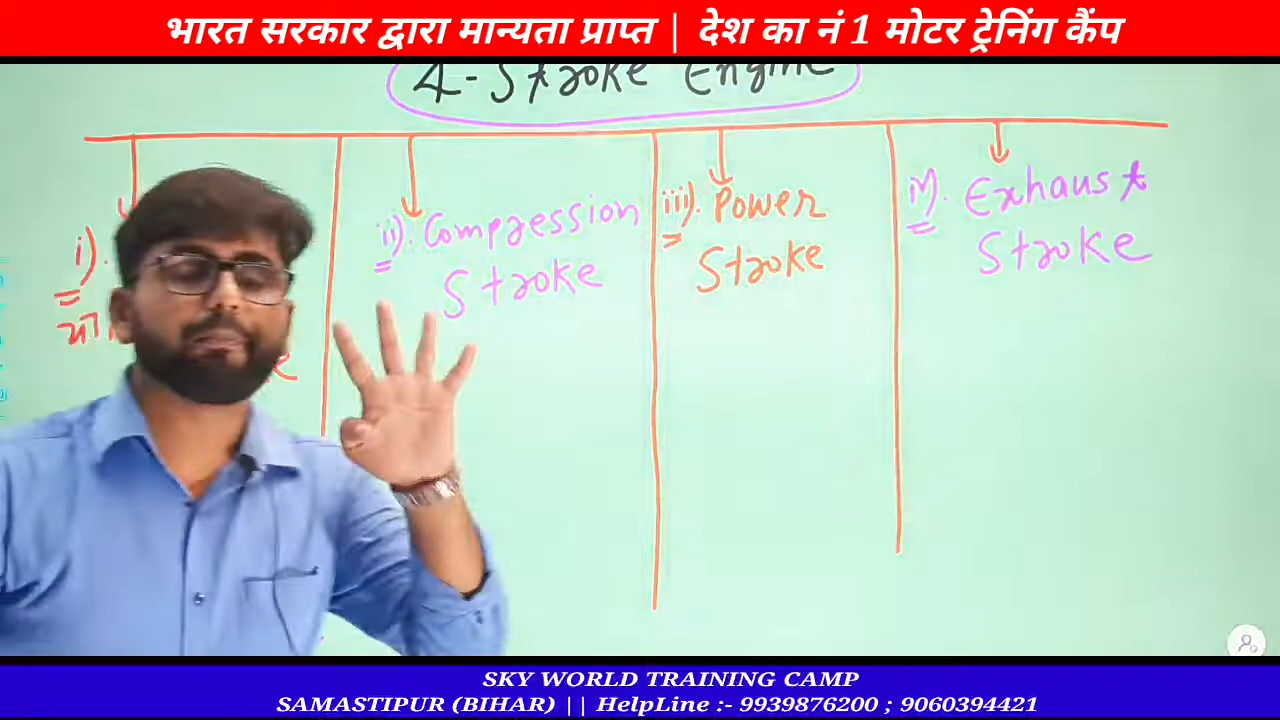 भारत सरकार द्वारा मान्यता प्राप्त | देश का नं 1 मोटर ट्रेनिंग कैंप
4-Stroke Engine
i).
ii). Compression
Stroke
iii). Power
Stroke
iv). Exhaust
Stroke
SKY WORLD TRAINING CAMP
SAMASTIPUR (BIHAR) || HelpLine :- 9939876200 ; 9060394421